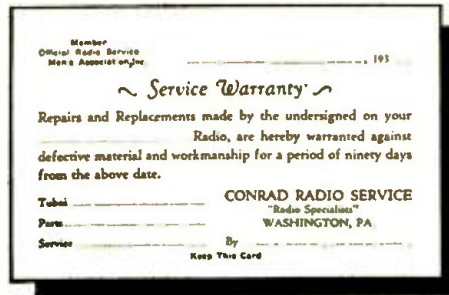 Member
Official Radio Service
Men's Association, Inc
193
Service Warranty
Repairs and Replacements made by the undersigned on your
Radio, are hereby warranted against
defective material and workmanship for a period of ninety days
from the above date.
Tubes
CONRAD RADIO SERVICE
"Radio Specialists"
Parts
WASHINGTON, PA
Service
By
Keep This Card